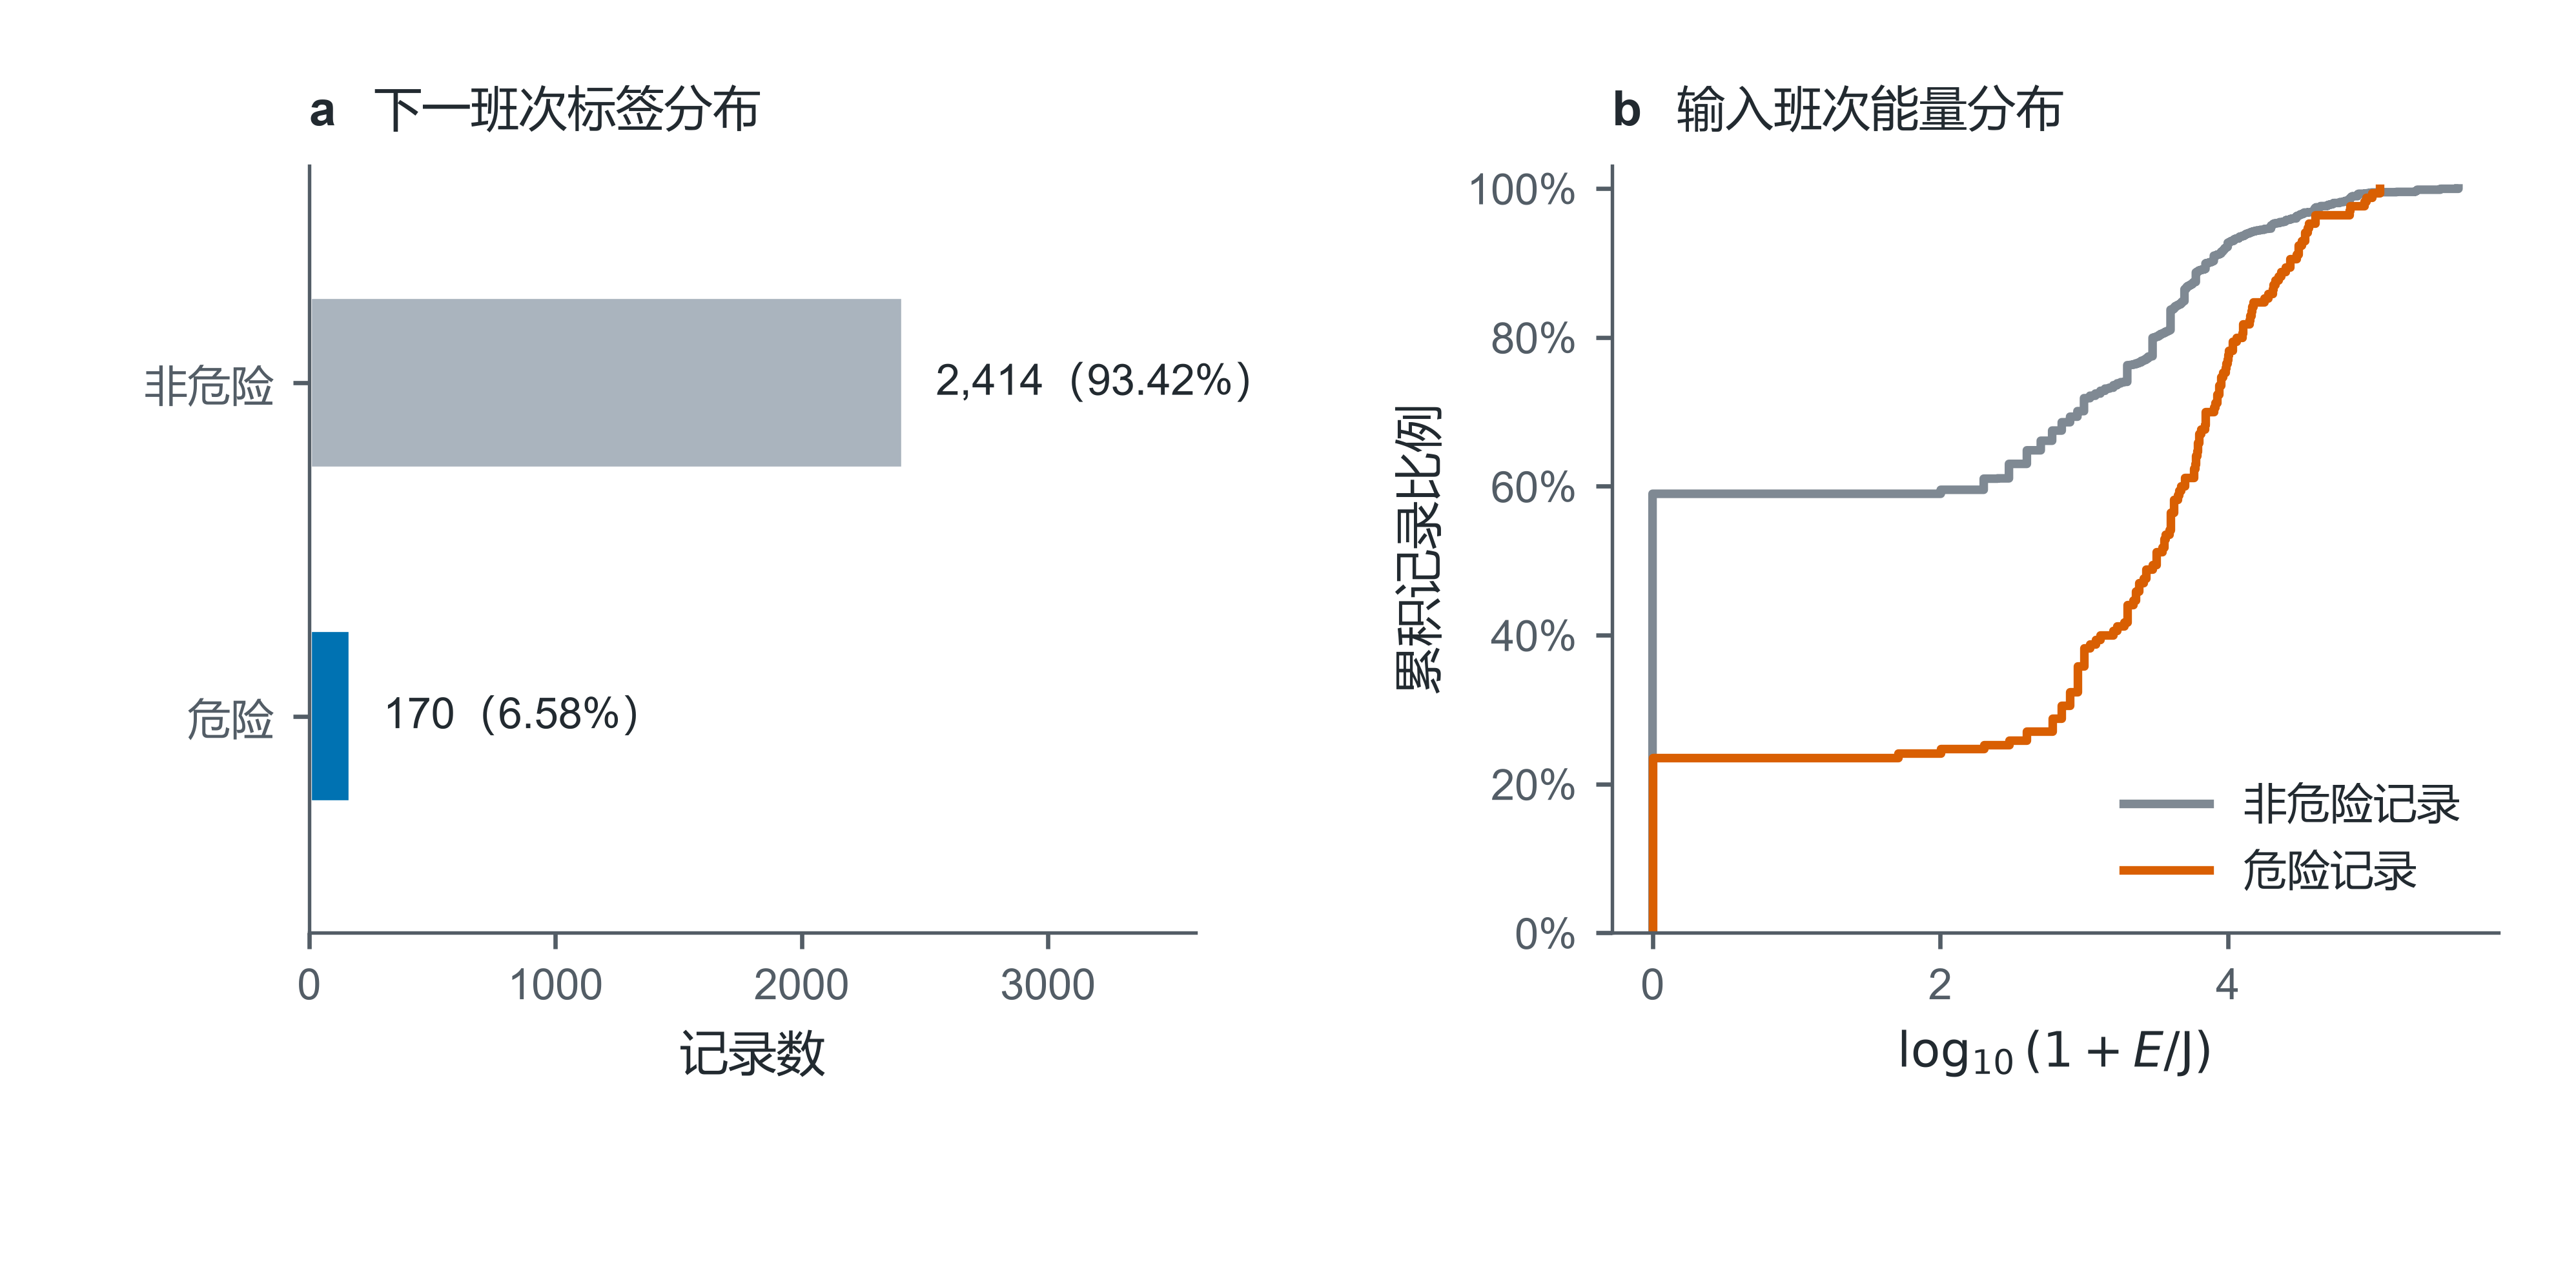 a 下一班次标签分布
非危险
2,414 (93.42%)
危险
170 (6.58%)
0 1000 2000 3000
记录数
b 输入班次能量分布
累积记录比例
100%
80%
60%
40%
20%
0%
非危险记录
危险记录
0 2 4
log₁₀(1 + E/J)